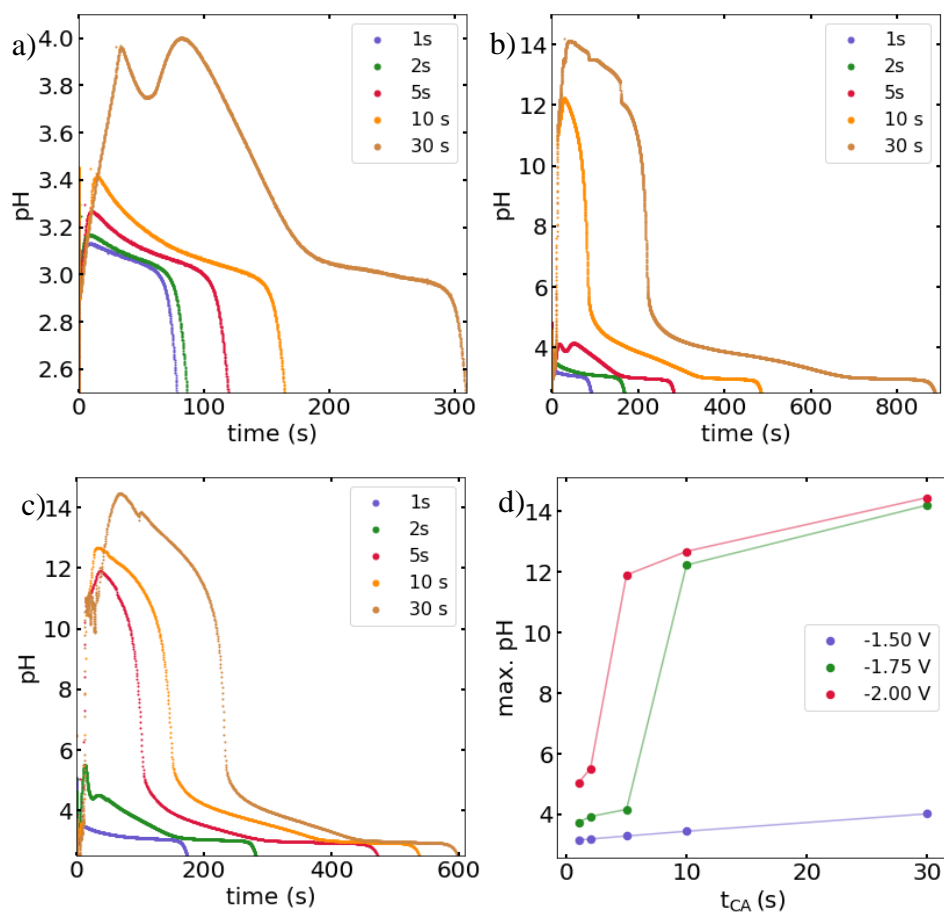 a)
pH
4.0
3.8
3.6
3.4
3.2
3.0
2.8
2.6
1s
2s
5s
10 s
30 s
0 100 200 300
time (s)
b)
pH
14
12
10
8
6
4
1s
2s
5s
10 s
30 s
0 200 400 600 800
time (s)
c)
pH
14
12
10
8
6
4
1s
2s
5s
10 s
30 s
0 200 400 600
time (s)
d)
max. pH
14
12
10
8
6
4
-1.50 V
-1.75 V
-2.00 V
0 10 20 30
tCA (s)